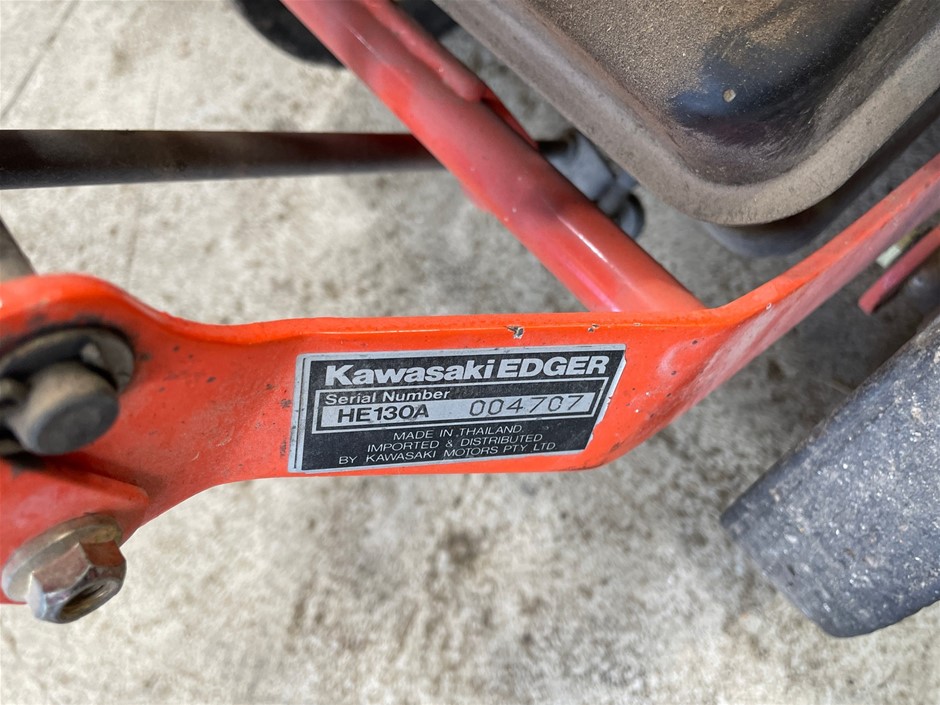 Kawasaki EDGER
Serial Number
HE130A 004707
MADE IN THAILAND.
IMPORTED & DISTRIBUTED
BY KAWASAKI MOTORS PTY. LTD